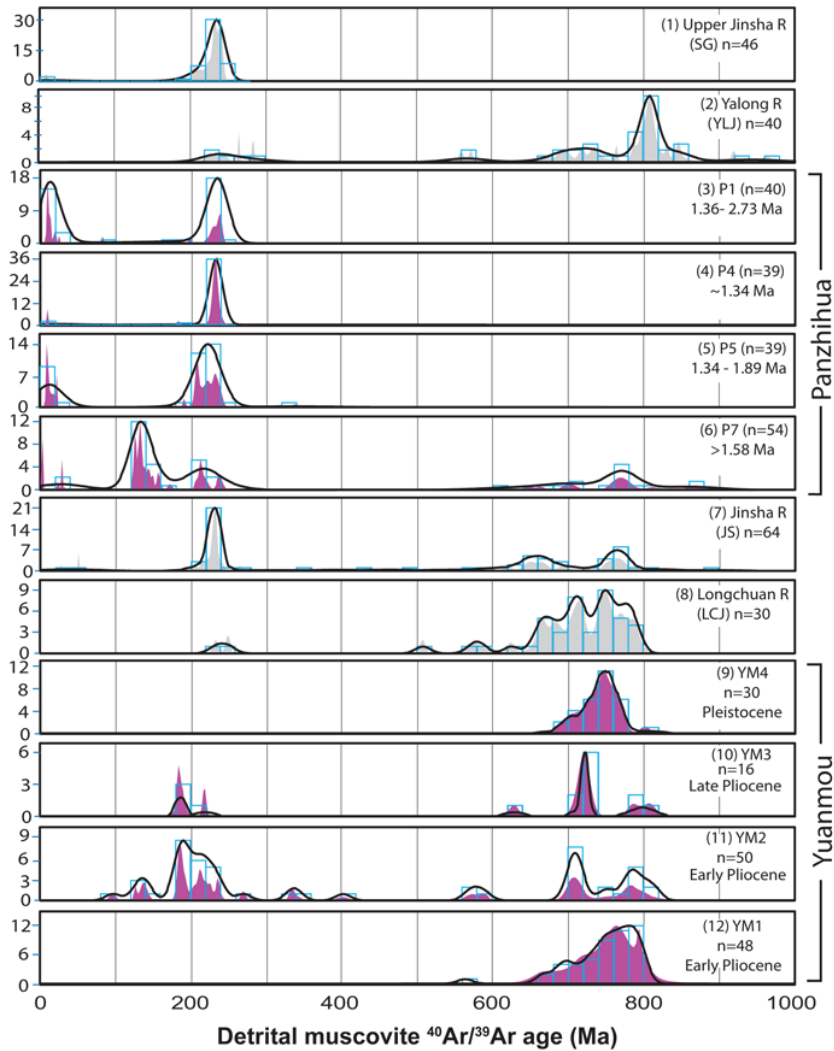 30
15
0
(1) Upper Jinsha R
(SG) n=46
8
4
0
(2) Yalong R
(YLJ) n=40
18
9
0
(3) P1 (n=40)
1.36- 2.73 Ma
36
24
12
0
(4) P4 (n=39)
~1.34 Ma
14
7
0
(5) P5 (n=39)
1.34 - 1.89 Ma
12
8
4
0
(6) P7 (n=54)
>1.58 Ma
Panzhihua
21
14
7
0
(7) Jinsha R
(JS) n=64
9
6
3
0
(8) Longchuan R
(LCJ) n=30
12
8
4
0
(9) YM4
n=30
Pleistocene
6
3
0
(10) YM3
n=16
Late Pliocene
9
6
3
0
(11) YM2
n=50
Early Pliocene
12
6
0
(12) YM1
n=48
Early Pliocene
Yuanmou
0 200 400 600 800 1000
Detrital muscovite ⁴⁰Ar/³⁹Ar age (Ma)